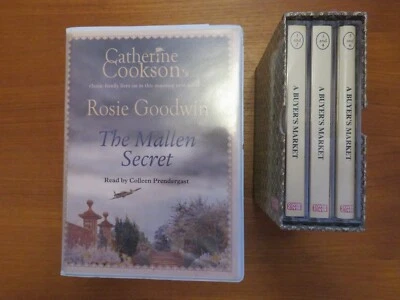 Catherine
Cookson's
Rosie Goodwin
The Mallen
Secret
Read by Colleen Prendergast
A BUYER'S MARKET
A BUYER'S MARKET
A BUYER'S MARKET